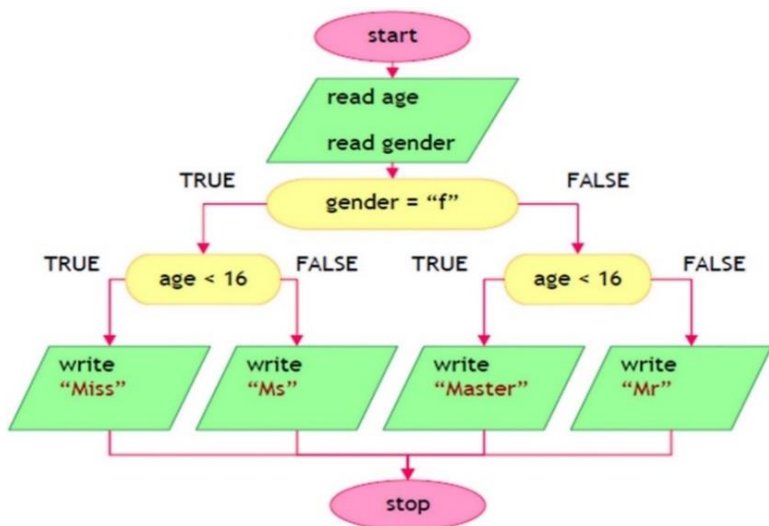 start
read age
read gender
TRUE
FALSE
gender = “f”
TRUE
FALSE
TRUE
FALSE
age < 16
age < 16
write
“Miss”
write
“Ms”
write
“Master”
write
“Mr”
stop